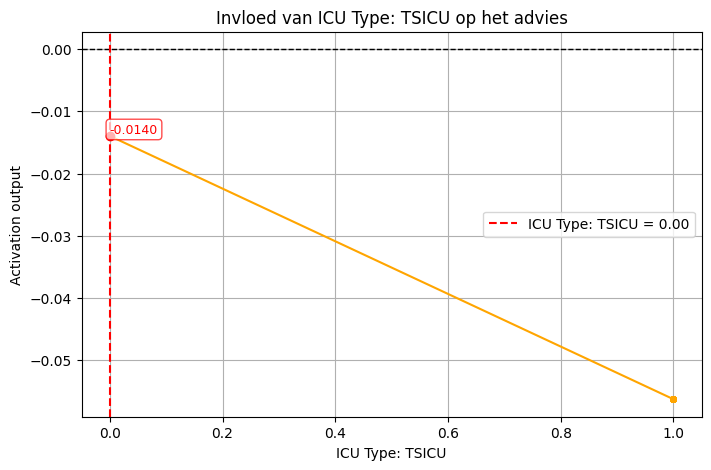 Invloed van ICU Type: TSICU op het advies
0.00
−0.01
−0.02
−0.03
−0.04
−0.05
Activation output
-0.0140
ICU Type: TSICU = 0.00
0.0 0.2 0.4 0.6 0.8 1.0
ICU Type: TSICU